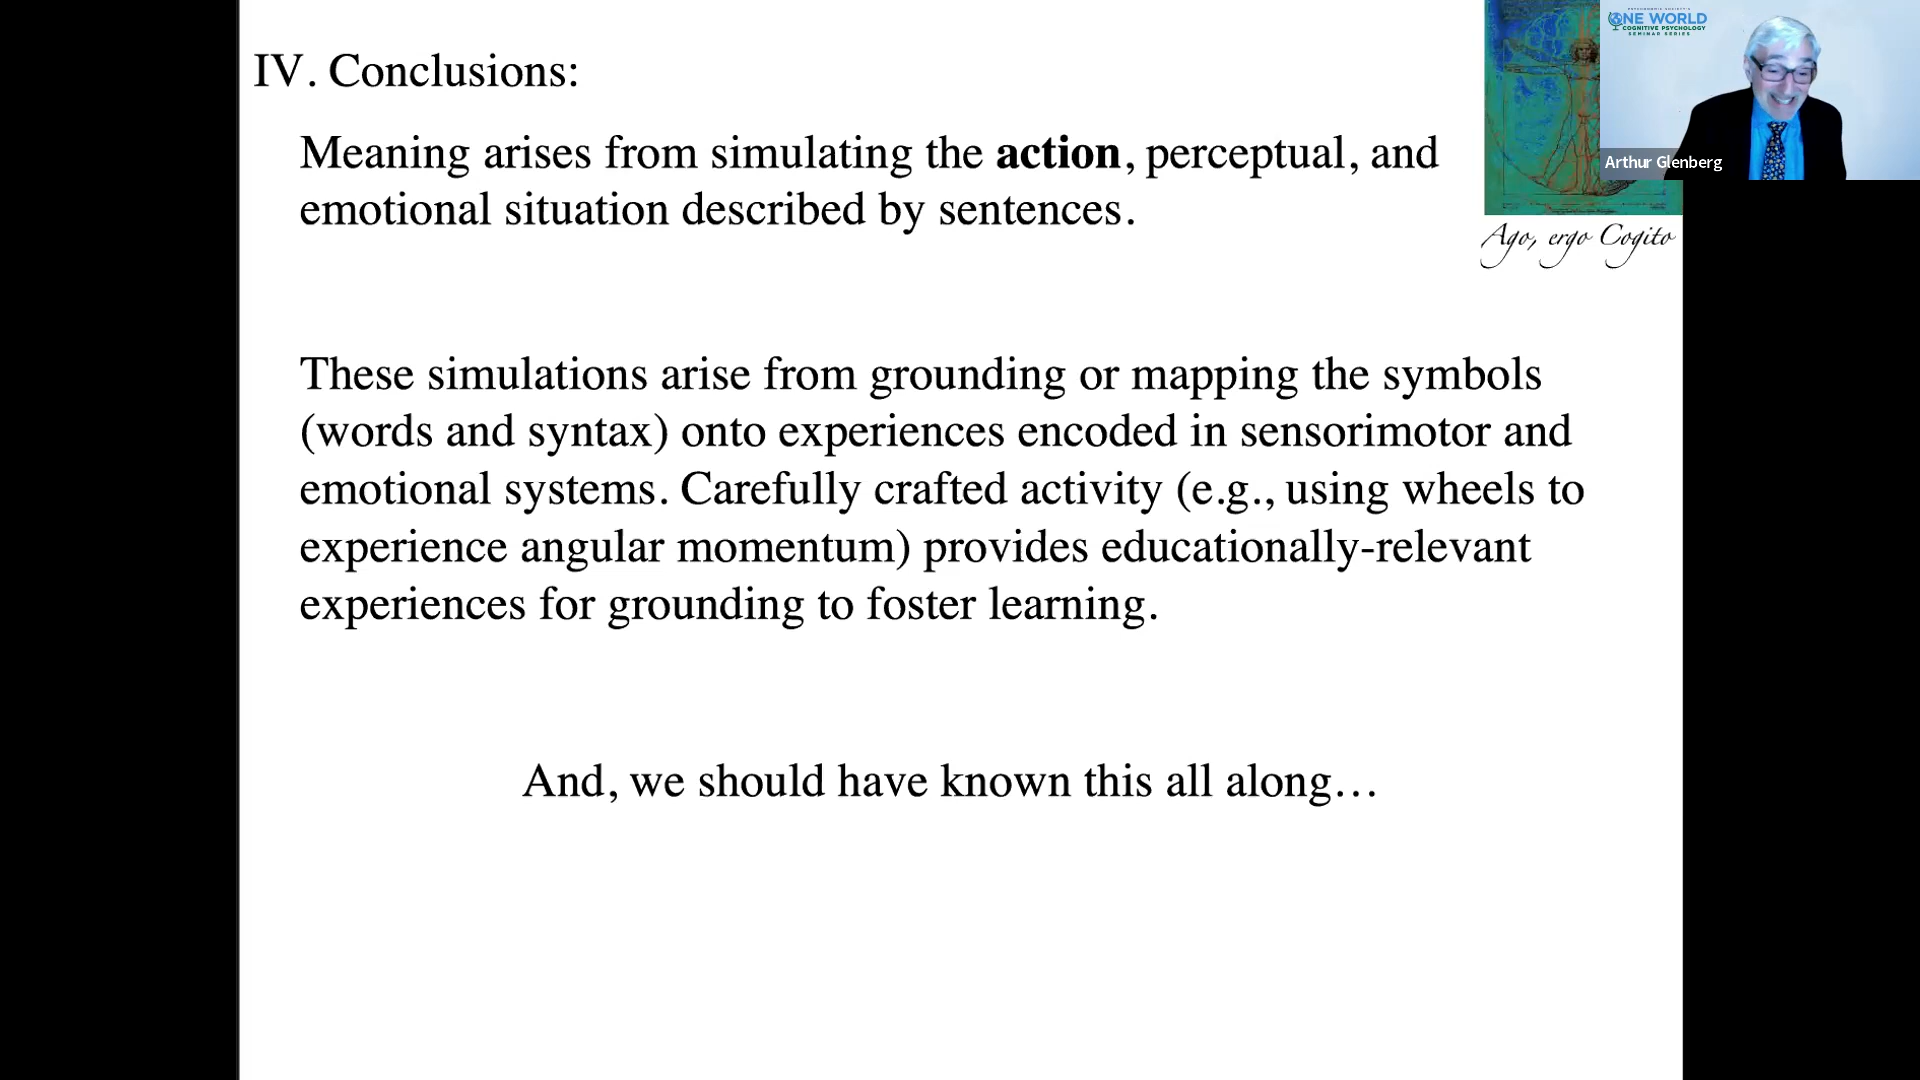 IV. Conclusions:
Meaning arises from simulating the action, perceptual, and
emotional situation described by sentences.
These simulations arise from grounding or mapping the symbols
(words and syntax) onto experiences encoded in sensorimotor and
emotional systems. Carefully crafted activity (e.g., using wheels to
experience angular momentum) provides educationally-relevant
experiences for grounding to foster learning.
And, we should have known this all along…
Ago, ergo Cogito
ONE WORLD
COGNITIVE PSYCHOLOGY
SEMINAR SERIES
Arthur Glenberg